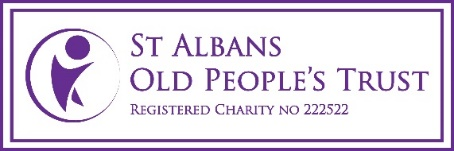 St Albans
Old People's Trust
Registered Charity no 222522